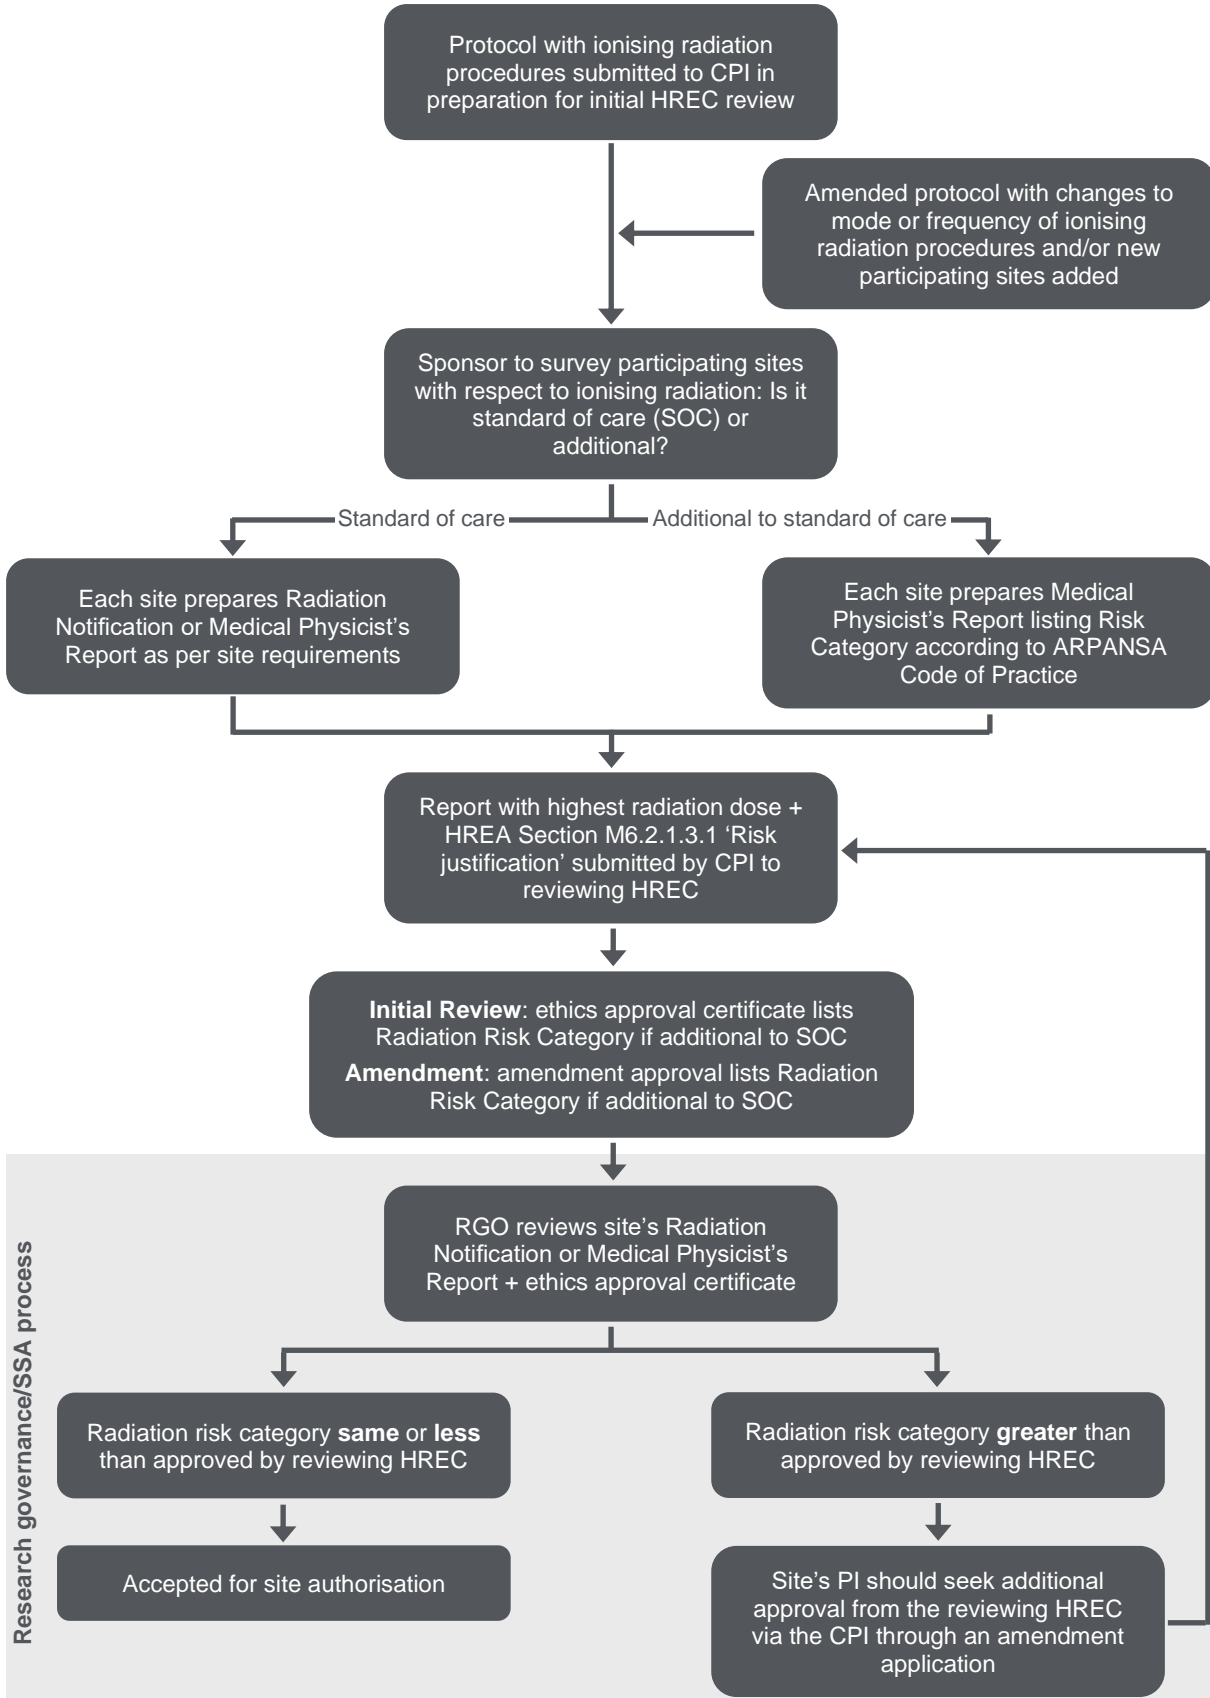 Protocol with ionising radiation
procedures submitted to CPI in
preparation for initial HREC review
Amended protocol with changes to
mode or frequency of ionising
radiation procedures and/or new
participating sites added
Sponsor to survey participating sites
with respect to ionising radiation: Is it
standard of care (SOC) or
additional?
Standard of care
Additional to standard of care
Each site prepares Radiation
Notification or Medical Physicist’s
Report as per site requirements
Each site prepares Medical
Physicist’s Report listing Risk
Category according to ARPANSA
Code of Practice
Report with highest radiation dose +
HREA Section M6.2.1.3.1 ‘Risk
justification’ submitted by CPI to
reviewing HREC
Initial Review: ethics approval certificate lists
Radiation Risk Category if additional to SOC
Amendment: amendment approval lists Radiation
Risk Category if additional to SOC
Research governance/SSA process
RGO reviews site’s Radiation
Notification or Medical Physicist’s
Report + ethics approval certificate
Radiation risk category same or less
than approved by reviewing HREC
Radiation risk category greater than
approved by reviewing HREC
Accepted for site authorisation
Site’s PI should seek additional
approval from the reviewing HREC
via the CPI through an amendment
application